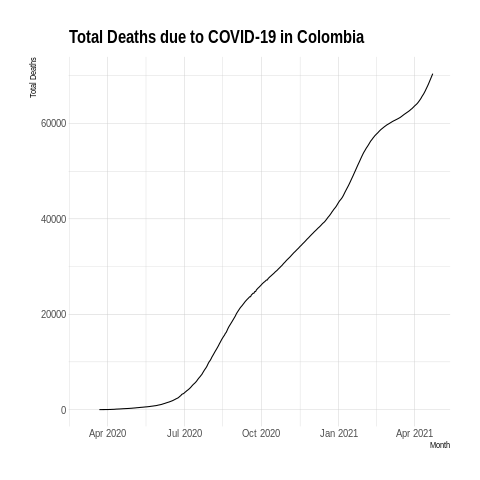 Total Deaths due to COVID-19 in Colombia
Total Deaths
60000
40000
20000
0
Apr 2020 Jul 2020 Oct 2020 Jan 2021 Apr 2021
Month